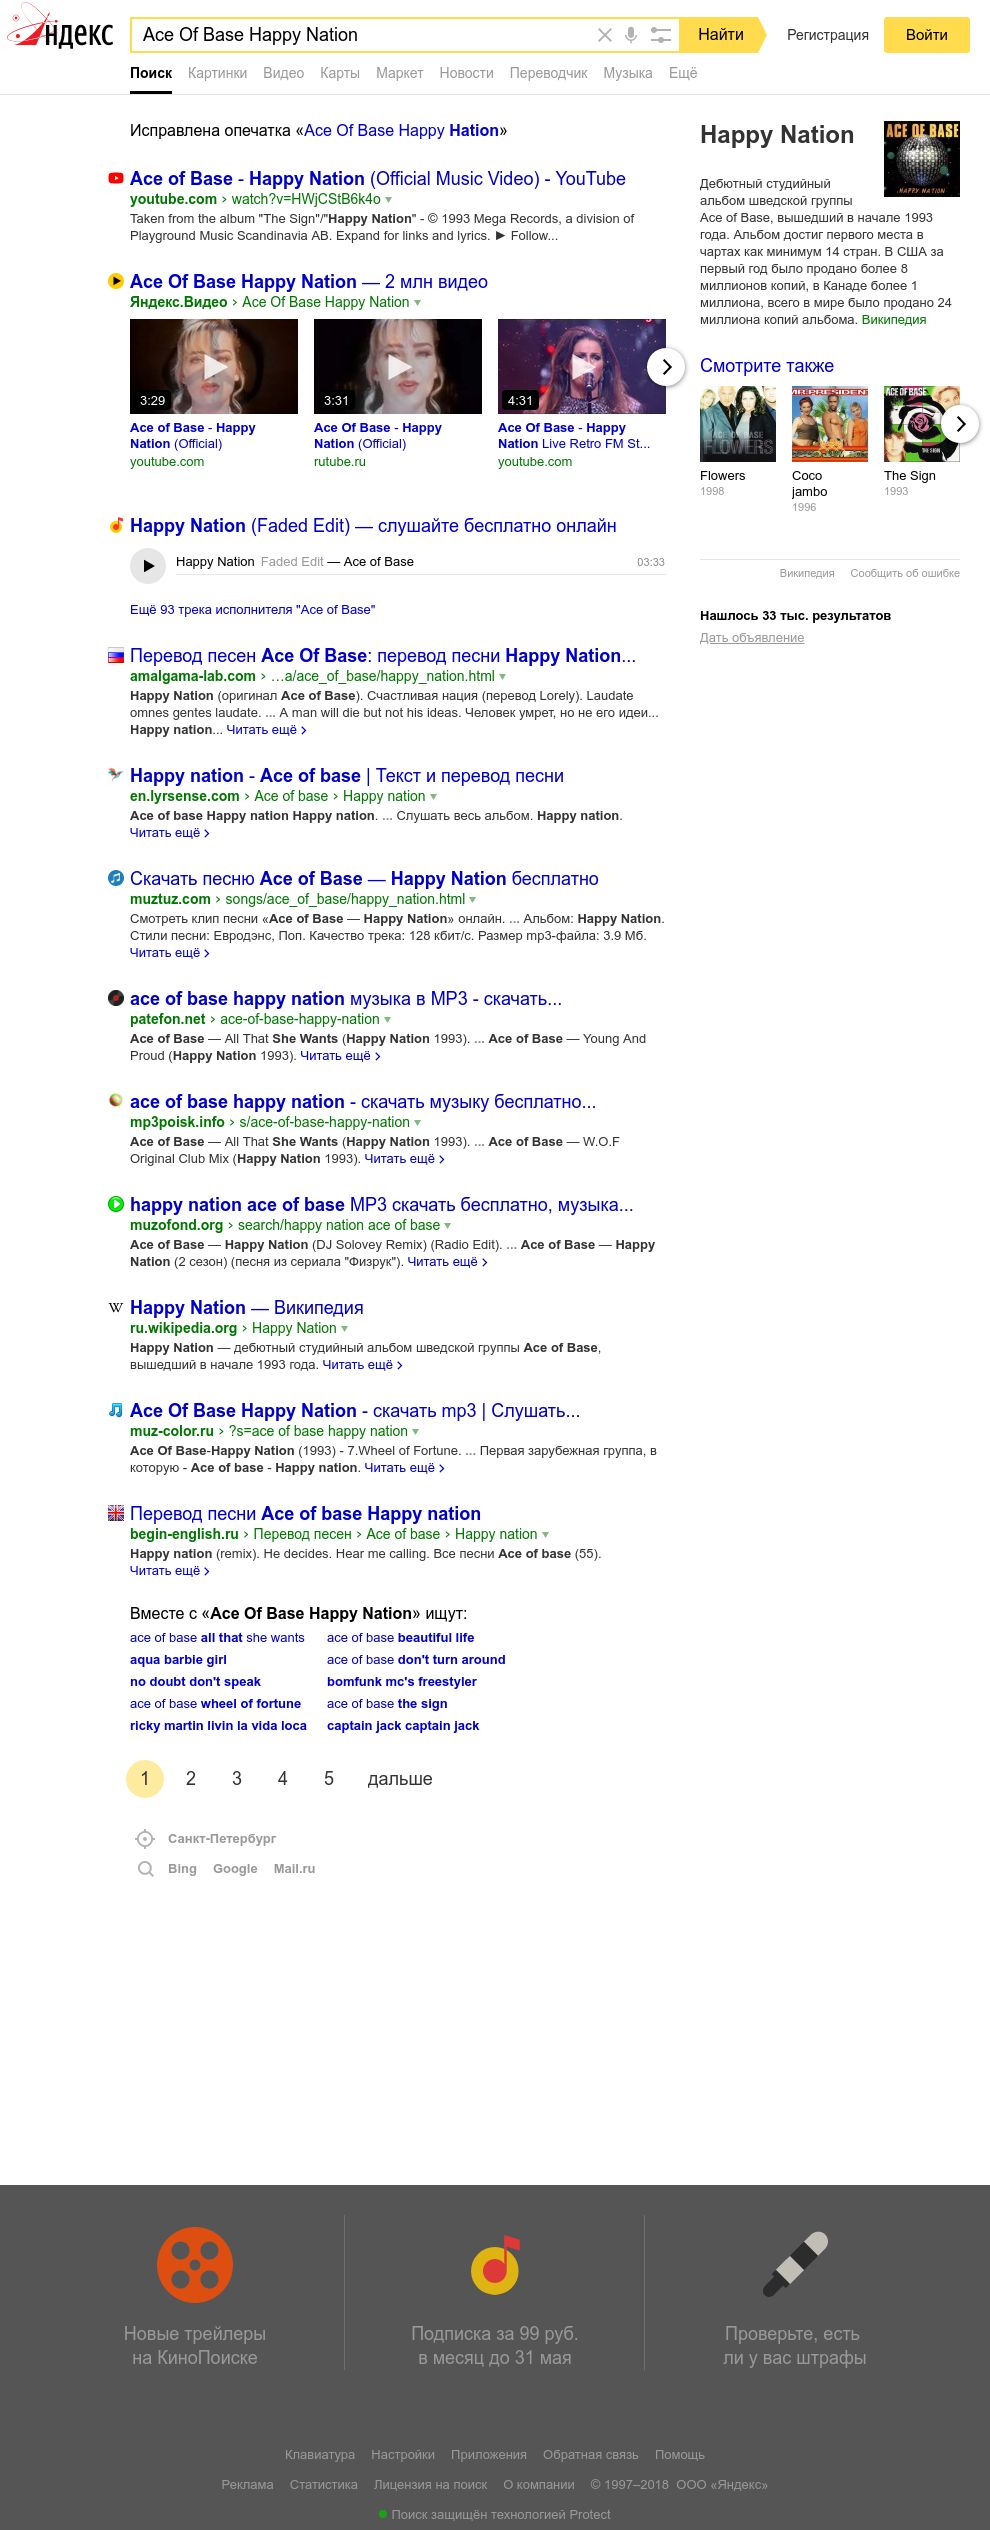 Яндекс
Ace Of Base Happy Nation
Найти
Регистрация
Войти
Поиск Картинки Видео Карты Маркет Новости Переводчик Музыка Ещё
Исправлена опечатка «Ace Of Base Happy Hation»
Ace of Base - Happy Nation (Official Music Video) - YouTube
youtube.com › watch?v=HWjCStB6k4o
Taken from the album "The Sign"/"Happy Nation" - © 1993 Mega Records, a division of
Playground Music Scandinavia AB. Expand for links and lyrics. ► Follow...
Ace Of Base Happy Nation — 2 млн видео
Яндекс.Видео › Ace Of Base Happy Nation
3:29
3:31
4:31
Ace of Base - Happy
Nation (Official)
youtube.com
Ace Of Base - Happy
Nation (Official)
rutube.ru
Ace Of Base - Happy
Nation Live Retro FM St...
youtube.com
Happy Nation (Faded Edit) — слушайте бесплатно онлайн
Happy Nation Faded Edit — Ace of Base 03:33
Ещё 93 трека исполнителя "Ace of Base"
Перевод песен Ace Of Base: перевод песни Happy Nation...
amalgama-lab.com › …a/ace_of_base/happy_nation.html
Happy Nation (оригинал Ace of Base). Счастливая нация (перевод Lorely). Laudate
omnes gentes laudate. ... A man will die but not his ideas. Человек умрет, но не его идеи...
Happy nation... Читать ещё ›
Happy nation - Ace of base | Текст и перевод песни
en.lyrsense.com › Ace of base › Happy nation
Ace of base Happy nation Happy nation. ... Слушать весь альбом. Happy nation.
Читать ещё ›
Скачать песню Ace of Base — Happy Nation бесплатно
muztuz.com › songs/ace_of_base/happy_nation.html
Смотреть клип песни «Ace of Base — Happy Nation» онлайн. ... Альбом: Happy Nation.
Стили песни: Евродэнс, Поп. Качество трека: 128 кбит/с. Размер mp3-файла: 3.9 Мб.
Читать ещё ›
ace of base happy nation музыка в MP3 - скачать...
patefon.net › ace-of-base-happy-nation
Ace of Base — All That She Wants (Happy Nation 1993). ... Ace of Base — Young And
Proud (Happy Nation 1993). Читать ещё ›
ace of base happy nation - скачать музыку бесплатно...
mp3poisk.info › s/ace-of-base-happy-nation
Ace of Base — All That She Wants (Happy Nation 1993). ... Ace of Base — W.O.F
Original Club Mix (Happy Nation 1993). Читать ещё ›
happy nation ace of base MP3 скачать бесплатно, музыка...
muzofond.org › search/happy nation ace of base
Ace of Base — Happy Nation (DJ Solovey Remix) (Radio Edit). ... Ace of Base — Happy
Nation (2 сезон) (песня из сериала "Физрук"). Читать ещё ›
Happy Nation — Википедия
ru.wikipedia.org › Happy Nation
Happy Nation — дебютный студийный альбом шведской группы Ace of Base,
вышедший в начале 1993 года. Читать ещё ›
Ace Of Base Happy Nation - скачать mp3 | Слушать...
muz-color.ru › ?s=ace of base happy nation
Ace Of Base-Happy Nation (1993) - 7.Wheel of Fortune. ... Первая зарубежная группа, в
которую - Ace of base - Happy nation. Читать ещё ›
Перевод песни Ace of base Happy nation
begin-english.ru › Перевод песен › Ace of base › Happy nation
Happy nation (remix). He decides. Hear me calling. Все песни Ace of base (55).
Читать ещё ›
Вместе с «Ace Of Base Happy Nation» ищут:
ace of base all that she wants
ace of base beautiful life
aqua barbie girl
ace of base don't turn around
no doubt don't speak
bomfunk mc's freestyler
ace of base wheel of fortune
ace of base the sign
ricky martin livin la vida loca
captain jack captain jack
1 2 3 4 5 дальше
Санкт-Петербург
Bing Google Mail.ru
Happy Nation
ACE OF BASE
HAPPY NATION
Дебютный студийный
альбом шведской группы
Ace of Base, вышедший в начале 1993
года. Альбом достиг первого места в
чартах как минимум 14 стран. В США за
первый год было продано более 8
миллионов копий, в Канаде более 1
миллиона, всего в мире было продано 24
миллиона копий альбома. Википедия
Смотрите также
ACE OF BASE
FLOWERS
MR.PRESIDENT
ACE OF BASE
THE SIGN
Flowers
1998
Coco
jambo
1996
The Sign
1993
Википедия Сообщить об ошибке
Нашлось 33 тыс. результатов
Дать объявление
Новые трейлеры
на КиноПоиске
Подписка за 99 руб.
в месяц до 31 мая
Проверьте, есть
ли у вас штрафы
Клавиатура Настройки Приложения Обратная связь Помощь
Реклама Статистика Лицензия на поиск О компании © 1997–2018 ООО «Яндекс»
Поиск защищён технологией Protect